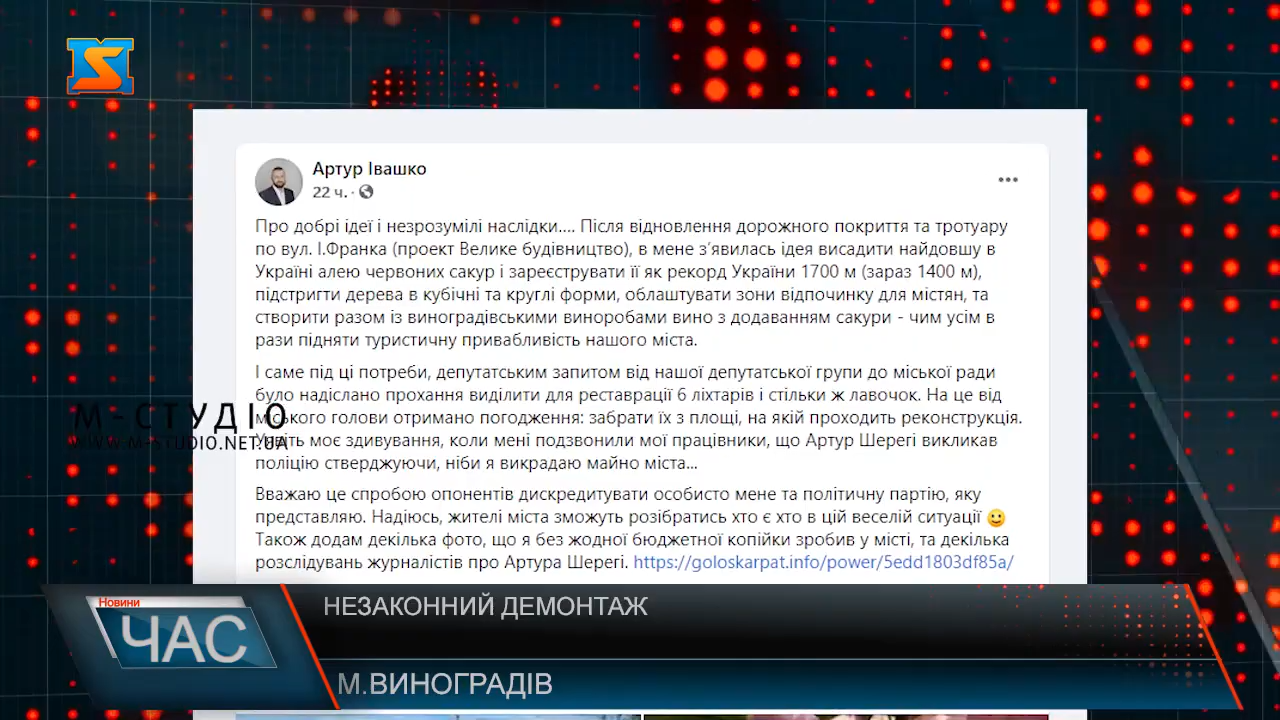 Артур Івашко
22 ч. ·
Про добрі ідеї і незрозумілі наслідки.... Після відновлення дорожного покриття та тротуару
по вул. І.Франка (проект Велике будівництво), в мене з'явилась ідея висадити найдовшу в
Україні алею червоних сакур і зареєструвати її як рекорд України 1700 м (зараз 1400 м),
підстригти дерева в кубічні та круглі форми, облаштувати зони відпочинку для містян, та
створити разом із виноградівськими виноробами вино з додаванням сакури - чим усім в
рази підняти туристичну привабливість нашого міста.
І саме під ці потреби, депутатським запитом від нашої депутатської групи до міської ради
було надіслано прохання виділити для реставрації 6 ліхтарів і стільки ж лавочок. На це від
міського голови отримано погодження: забрати їх з площі, на якій проходить реконструкція.
Уявіть моє здивування, коли мені подзвонили мої працівники, що Артур Шерегі викликав
поліцію стверджуючи, ніби я викрадаю майно міста...
Вважаю це спробою опонентів дискредитувати особисто мене та політичну партію, яку
представляю. Надіюсь, жителі міста зможуть розібратись хто є хто в цій веселій ситуації 🙂
Також додам декілька фото, що я без жодної бюджетної копійки зробив у місті, та декілька
розслідувань журналістів про Артура Шерегі. https://goloskarpat.info/power/5edd1803df85a/
М-СТУДІО
WWW.M-STUDIO.NET.UA
Новини
ЧАС
НЕЗАКОННИЙ ДЕМОНТАЖ
М.ВИНОГРАДІВ